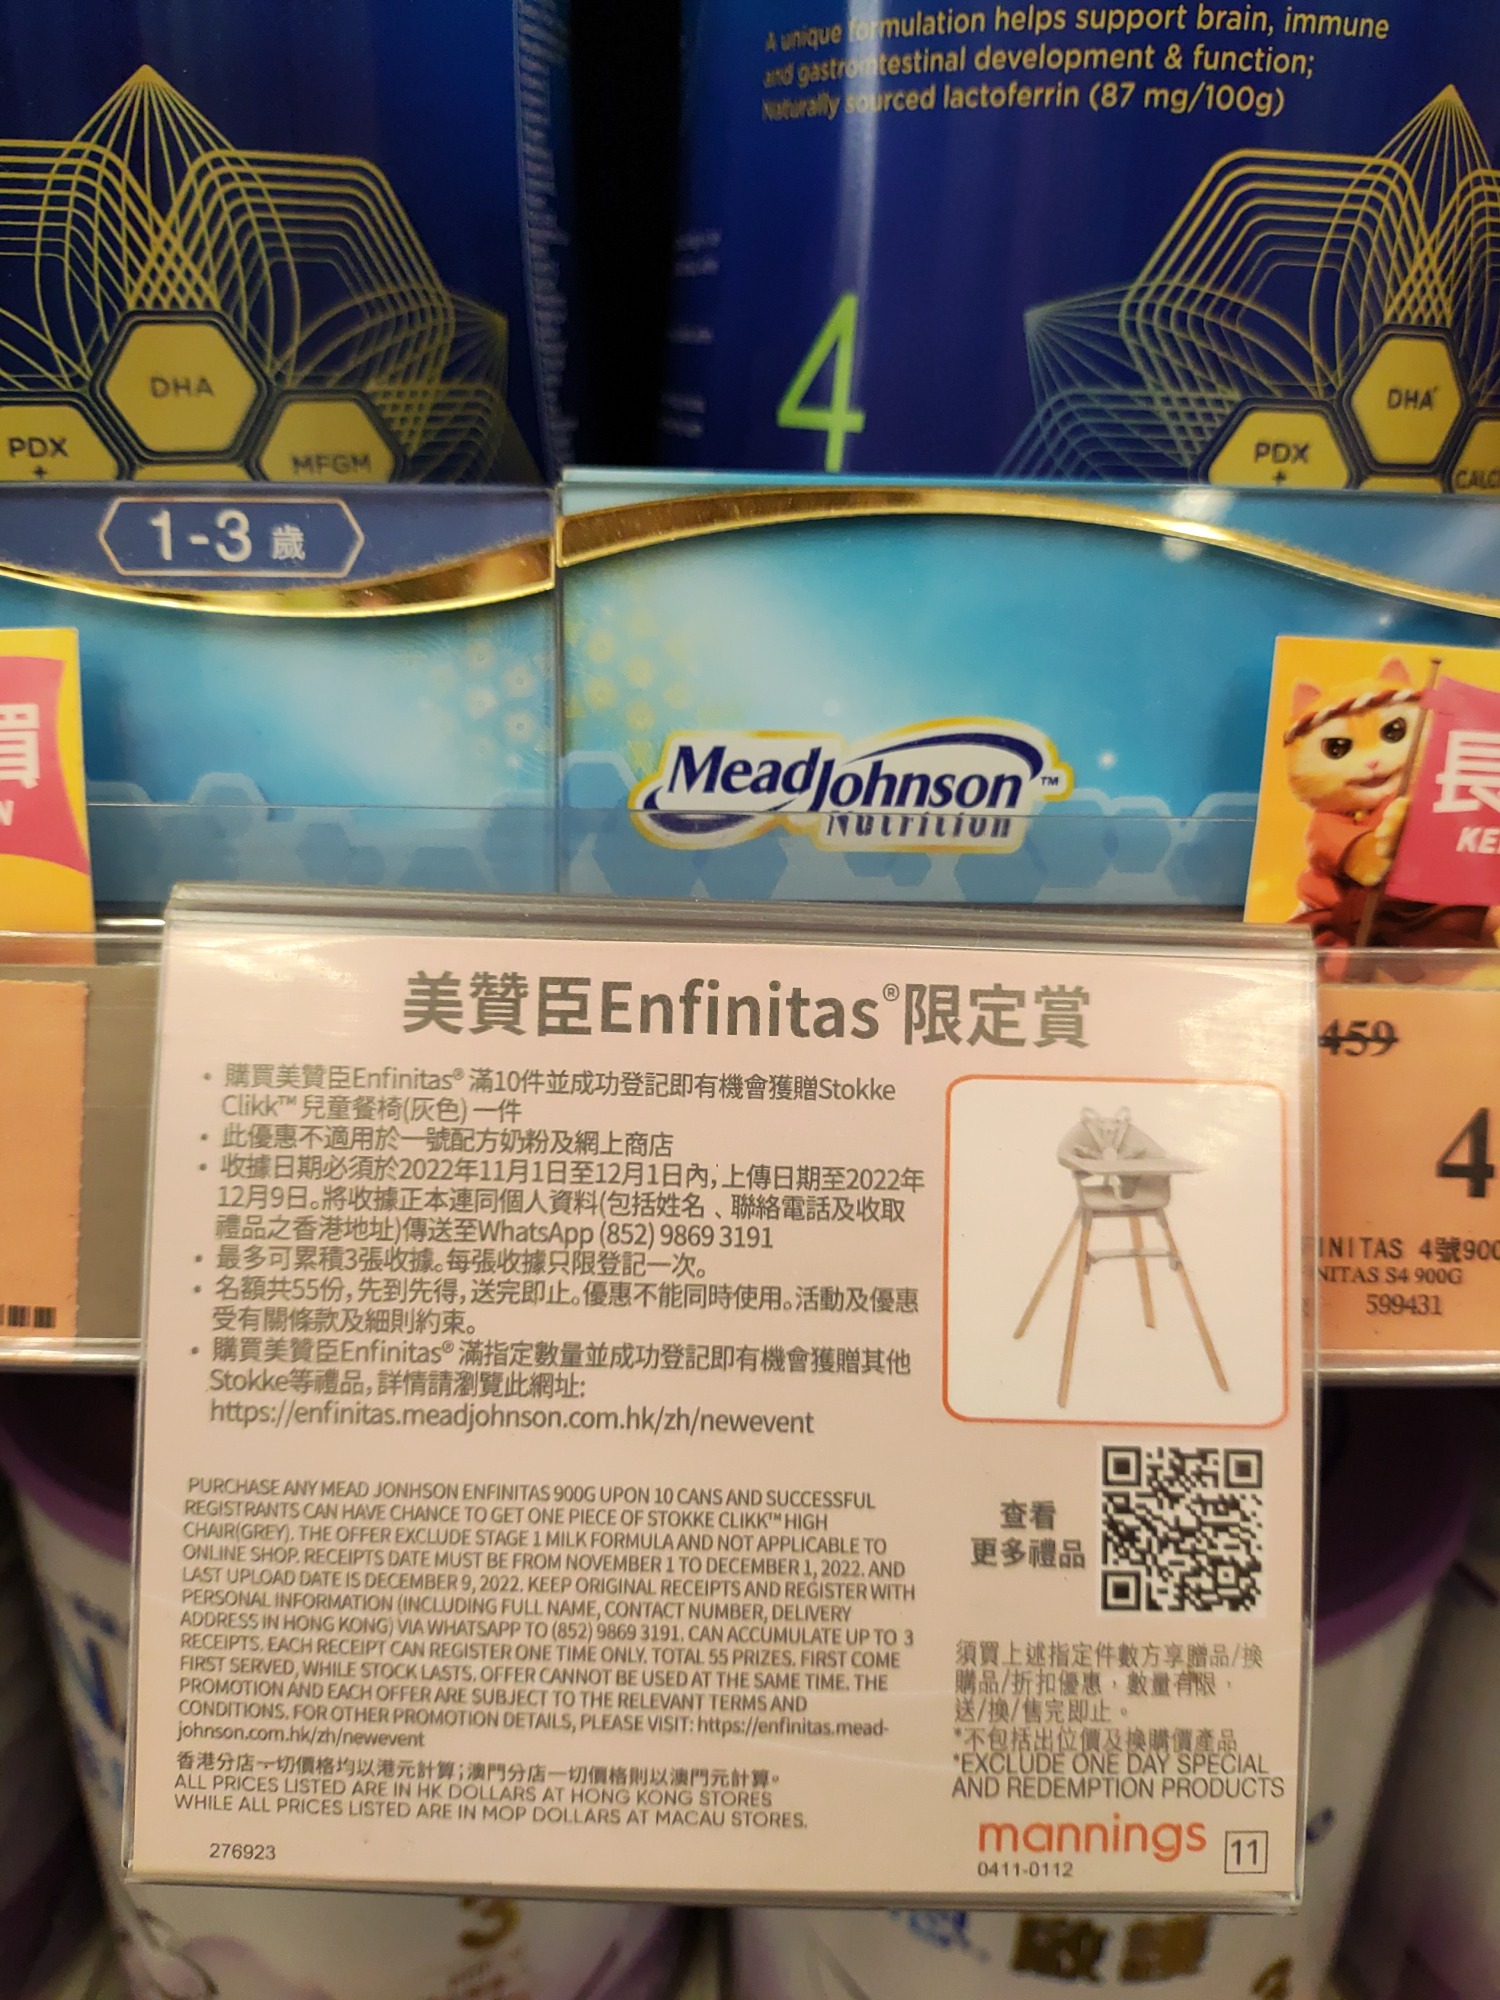 A unique formulation helps support brain, immune
and gastrointestinal development & function;
Naturally sourced lactoferrin (87 mg/100g)
DHA
PDX
+
MFGM
4
DHA
PDX
+
1-3 歲
MeadJohnson™
Nutrition
買
長
459
4
INITAS 4號900
NITAS S4 900G
599431
美贊臣Enfinitas®限定賞
• 購買美贊臣Enfinitas® 滿10件並成功登記即有機會獲贈Stokke
Clikk™ 兒童餐椅(灰色) 一件
• 此優惠不適用於一號配方奶粉及網上商店
• 收據日期必須於2022年11月1日至12月1日內, 上傳日期至2022年
12月9日。將收據正本連同個人資料(包括姓名、聯絡電話及收取
禮品之香港地址)傳送至WhatsApp (852) 9869 3191
• 最多可累積3張收據。每張收據只限登記一次。
• 名額共55份, 先到先得, 送完即止。優惠不能同時使用。活動及優惠
受有關條款及細則約束。
• 購買美贊臣Enfinitas® 滿指定數量並成功登記即有機會獲贈其他
Stokke等禮品, 詳情請瀏覽此網址:
https://enfinitas.meadjohnson.com.hk/zh/newevent
PURCHASE ANY MEAD JONHSON ENFINITAS 900G UPON 10 CANS AND SUCCESSFUL
REGISTRANTS CAN HAVE CHANCE TO GET ONE PIECE OF STOKKE CLIKK™ HIGH
CHAIR(GREY). THE OFFER EXCLUDE STAGE 1 MILK FORMULA AND NOT APPLICABLE TO
ONLINE SHOP. RECEIPTS DATE MUST BE FROM NOVEMBER 1 TO DECEMBER 1, 2022. AND
LAST UPLOAD DATE IS DECEMBER 9, 2022. KEEP ORIGINAL RECEIPTS AND REGISTER WITH
PERSONAL INFORMATION (INCLUDING FULL NAME, CONTACT NUMBER, DELIVERY
ADDRESS IN HONG KONG) VIA WHATSAPP TO (852) 9869 3191. CAN ACCUMULATE UP TO 3
RECEIPTS. EACH RECEIPT CAN REGISTER ONE TIME ONLY. TOTAL 55 PRIZES. FIRST COME
FIRST SERVED, WHILE STOCK LASTS. OFFER CANNOT BE USED AT THE SAME TIME. THE
PROMOTION AND EACH OFFER ARE SUBJECT TO THE RELEVANT TERMS AND
CONDITIONS. FOR OTHER PROMOTION DETAILS, PLEASE VISIT: https://enfinitas.mead-
johnson.com.hk/zh/newevent
香港分店一切價格均以港元計算；澳門分店一切價格則以澳門元計算。
ALL PRICES LISTED ARE IN HK DOLLARS AT HONG KONG STORES
WHILE ALL PRICES LISTED ARE IN MOP DOLLARS AT MACAU STORES.
276923
查看
更多禮品
須買上述指定件數方享贈品/換
購品/折扣優惠，數量有限，
送/換/售完即止。
*不包括出位價及換購價產品
*EXCLUDE ONE DAY SPECIAL
AND REDEMPTION PRODUCTS
mannings
0411-0112
11
3